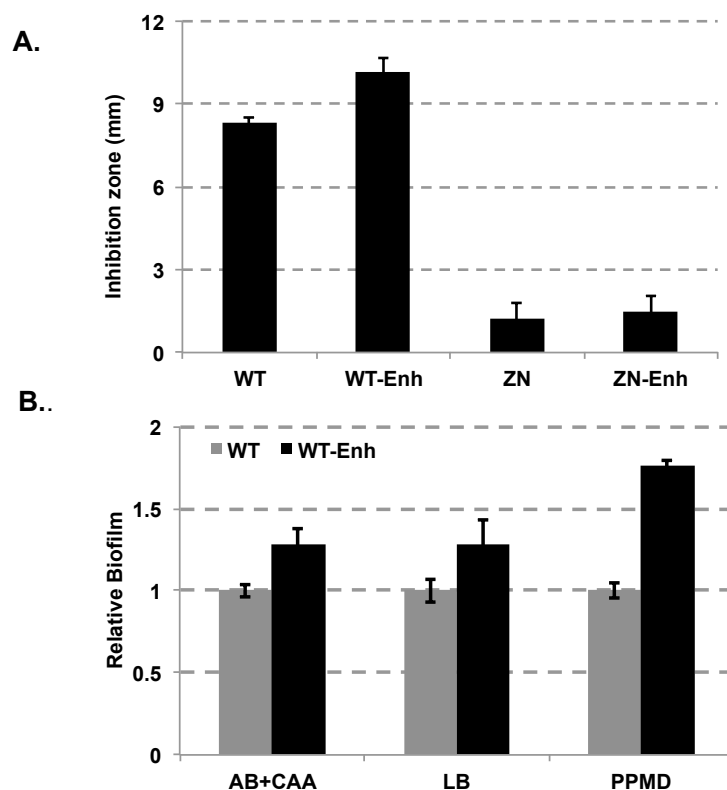 A.
Inhibition zone (mm)
12
9
6
3
0
WT WT-Enh ZN ZN-Enh
B..
Relative Biofilm
2
WT WT-Enh
1.5
1
0.5
0
AB+CAA LB PPMD